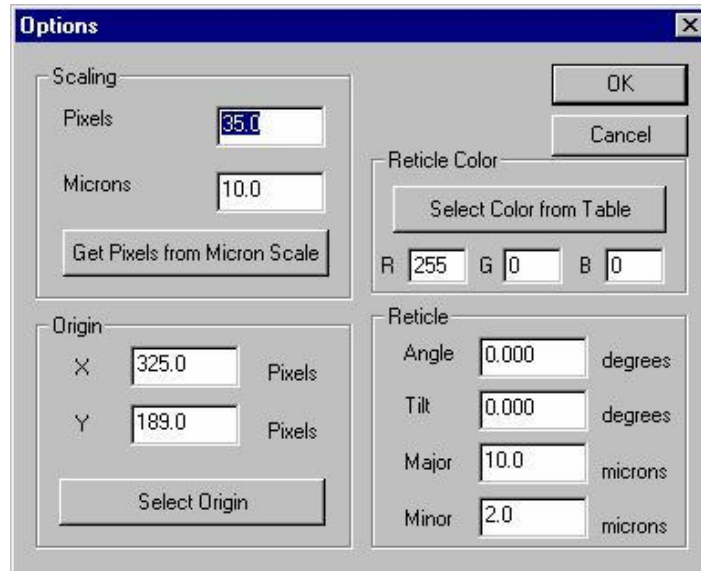 Options
Scaling
Pixels 35.0
Microns 10.0
Get Pixels from Micron Scale
OK
Cancel
Reticle Color
Select Color from Table
R 255 G 0 B 0
Origin
X 325.0 Pixels
Y 189.0 Pixels
Select Origin
Reticle
Angle 0.000 degrees
Tilt 0.000 degrees
Major 10.0 microns
Minor 2.0 microns